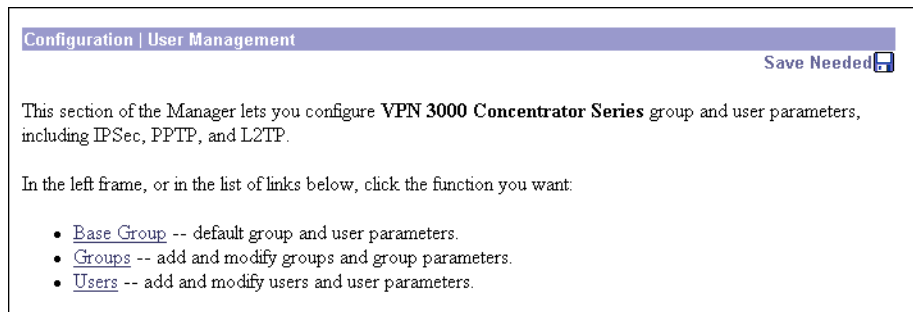 Configuration | User Management
Save Needed
This section of the Manager lets you configure VPN 3000 Concentrator Series group and user parameters,
including IPSec, PPTP, and L2TP.
In the left frame, or in the list of links below, click the function you want:
• Base Group -- default group and user parameters.
• Groups -- add and modify groups and group parameters.
• Users -- add and modify users and user parameters.